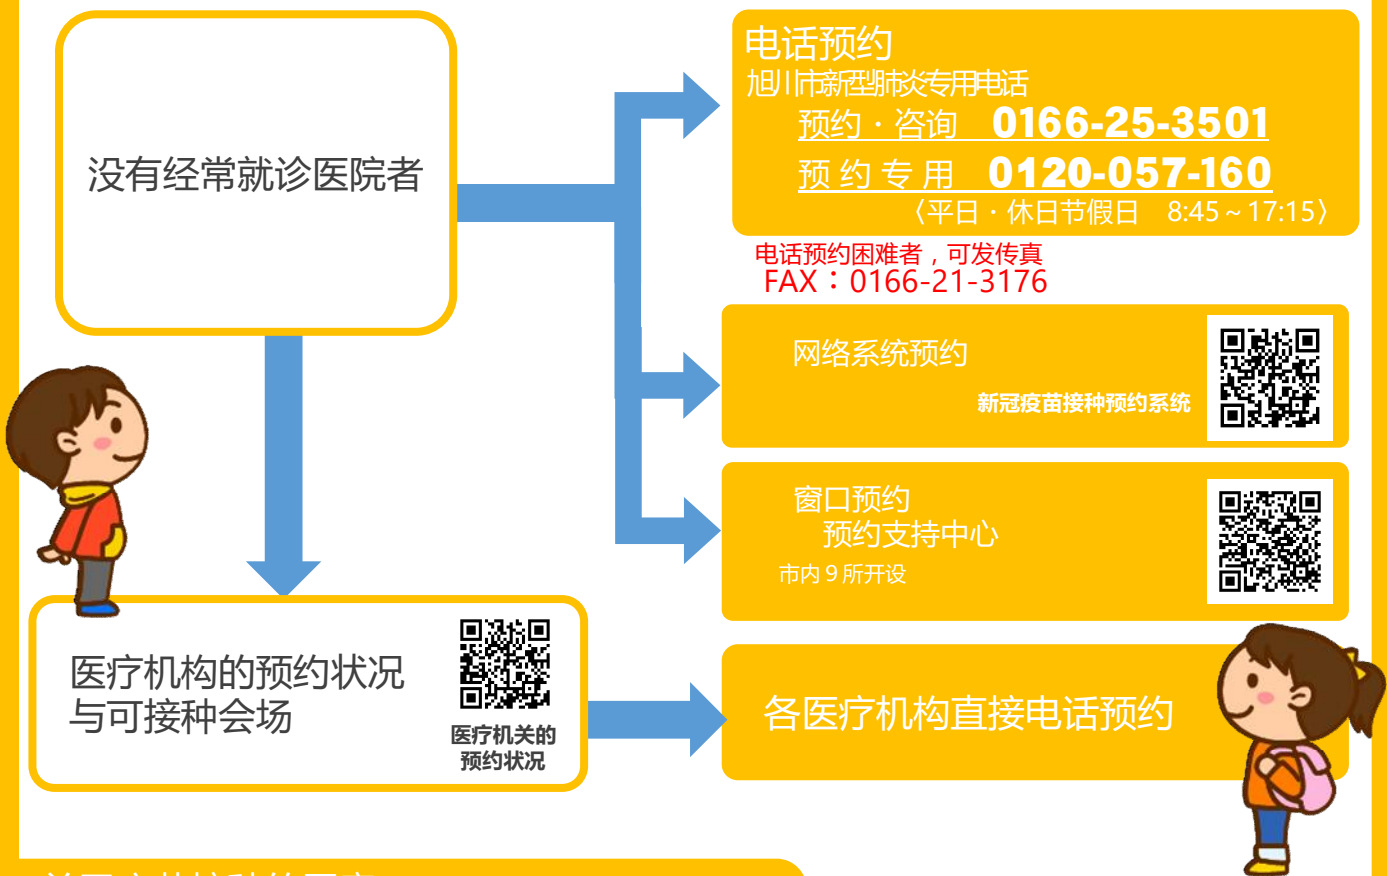 没有经常就诊医院者
电话预约
旭川市新型肺炎专用电话
预约・咨询 0166-25-3501
预约专用 0120-057-160
〈平日・休日节假日 8:45～17:15〉
电话预约困难者，可发传真
FAX：0166-21-3176
网络系统预约
新冠疫苗接种预约系统
窗口预约
预约支持中心
市内9所开设
医疗机构的预约状况
与可接种会场
医疗机关的
预约状况
各医疗机构直接电话预约